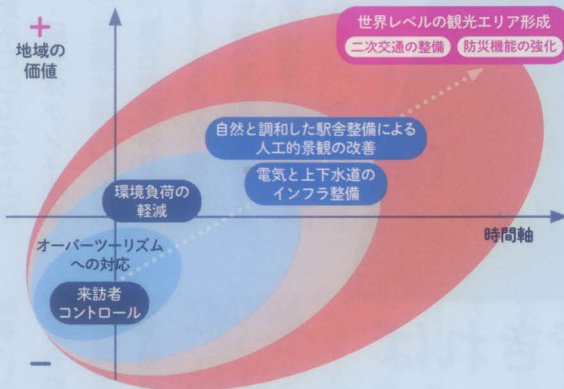 +
地域の
価値
世界レベルの観光エリア形成
二次交通の整備 防災機能の強化
自然と調和した駅舎整備による
人工的景観の改善
電気と上下水道の
インフラ整備
環境負荷の
軽減
時間軸
オーバーツーリズム
への対応
来訪者
コントロール
−